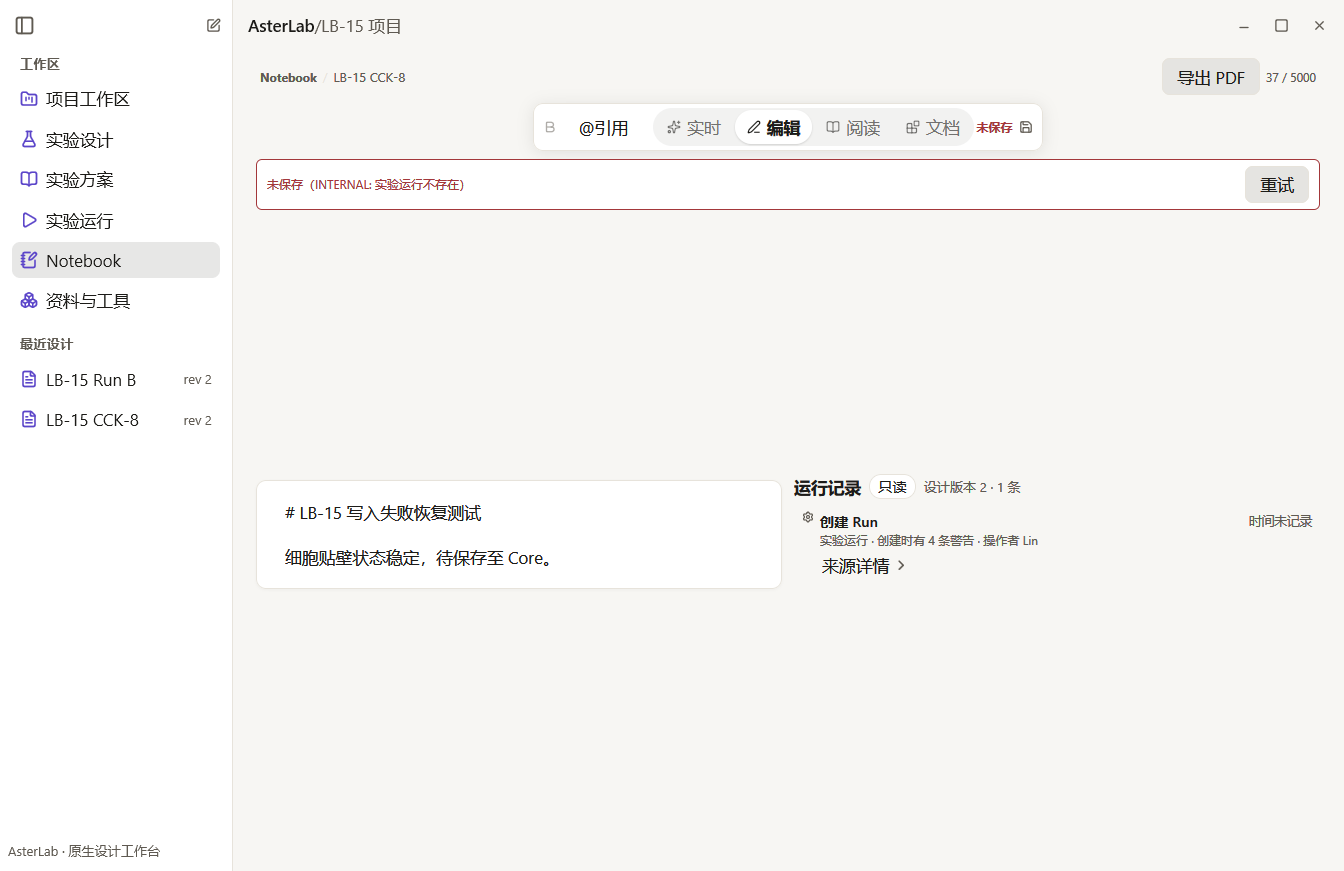 AsterLab/LB-15 项目
工作区
项目工作区
实验设计
实验方案
实验运行
Notebook
资料与工具
最近设计
LB-15 Run B rev 2
LB-15 CCK-8 rev 2
AsterLab · 原生设计工作台
Notebook / LB-15 CCK-8
导出 PDF 37 / 5000
B @引用 实时 编辑 阅读 文档 未保存
未保存（INTERNAL: 实验运行不存在） 重试
# LB-15 写入失败恢复测试
细胞贴壁状态稳定，待保存至 Core。
运行记录 只读 设计版本 2 · 1 条
创建 Run 时间未记录
实验运行 · 创建时有 4 条警告 · 操作者 Lin
来源详情